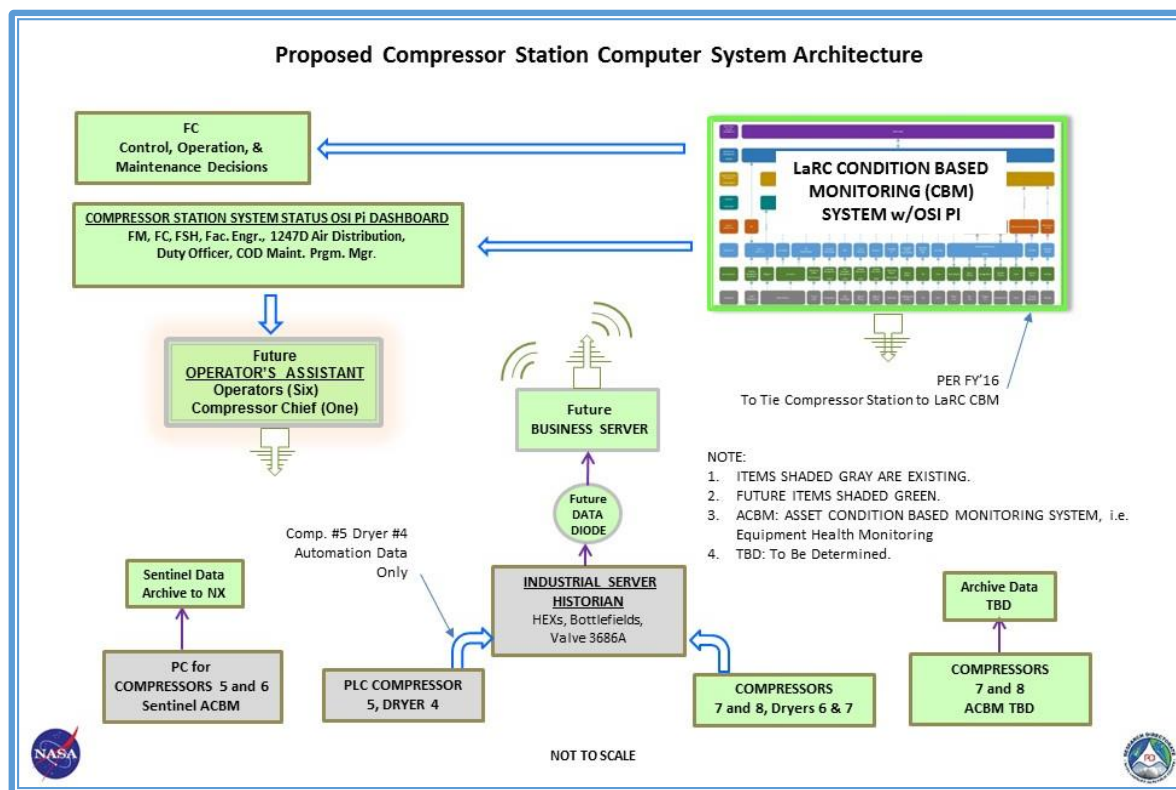 Proposed Compressor Station Computer System Architecture
FC
Control, Operation, &
Maintenance Decisions
LaRC CONDITION BASED
MONITORING (CBM)
SYSTEM w/OSI PI
COMPRESSOR STATION SYSTEM STATUS OSI Pi DASHBOARD
FM, FC, FSH, Fac. Engr., 1247D Air Distribution,
Duty Officer, COD Maint. Prgm. Mgr.
Future
OPERATOR'S ASSISTANT
Operators (Six)
Compressor Chief (One)
Future
BUSINESS SERVER
PER FY'16
To Tie Compressor Station to LaRC CBM
NOTE:
1. ITEMS SHADED GRAY ARE EXISTING.
2. FUTURE ITEMS SHADED GREEN.
3. ACBM: ASSET CONDITION BASED MONITORING SYSTEM, i.e.
Equipment Health Monitoring
4. TBD: To Be Determined.
Future
DATA
DIODE
Comp. #5 Dryer #4
Automation Data
Only
Sentinel Data
Archive to NX
INDUSTRIAL SERVER
HISTORIAN
HEXs, Bottlefields,
Valve 3686A
Archive Data
TBD
PC for
COMPRESSORS 5 and 6
Sentinel ACBM
PLC COMPRESSOR
5, DRYER 4
COMPRESSORS
7 and 8, Dryers 6 & 7
COMPRESSORS
7 and 8
ACBM TBD
NOT TO SCALE
NASA